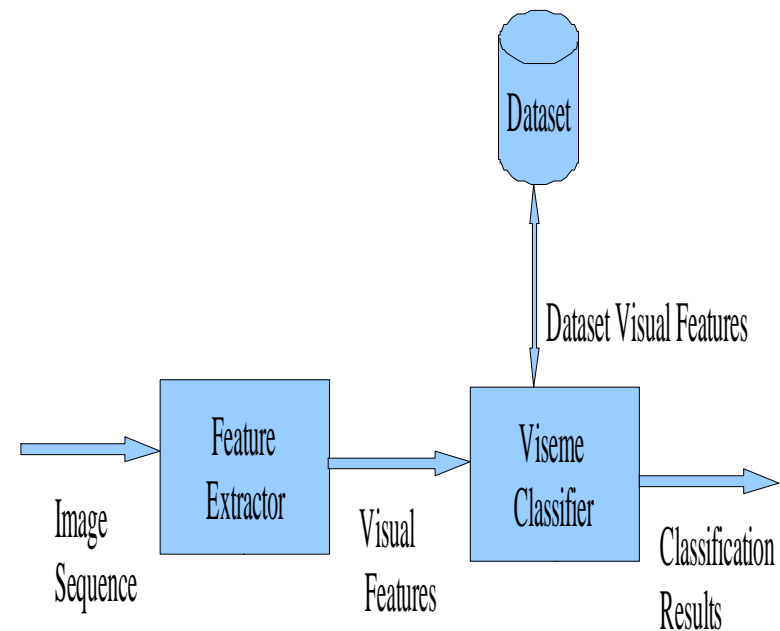 Dataset
Dataset Visual Features
Feature
Extractor
Viseme
Classifier
Image
Sequence
Visual
Features
Classification
Results